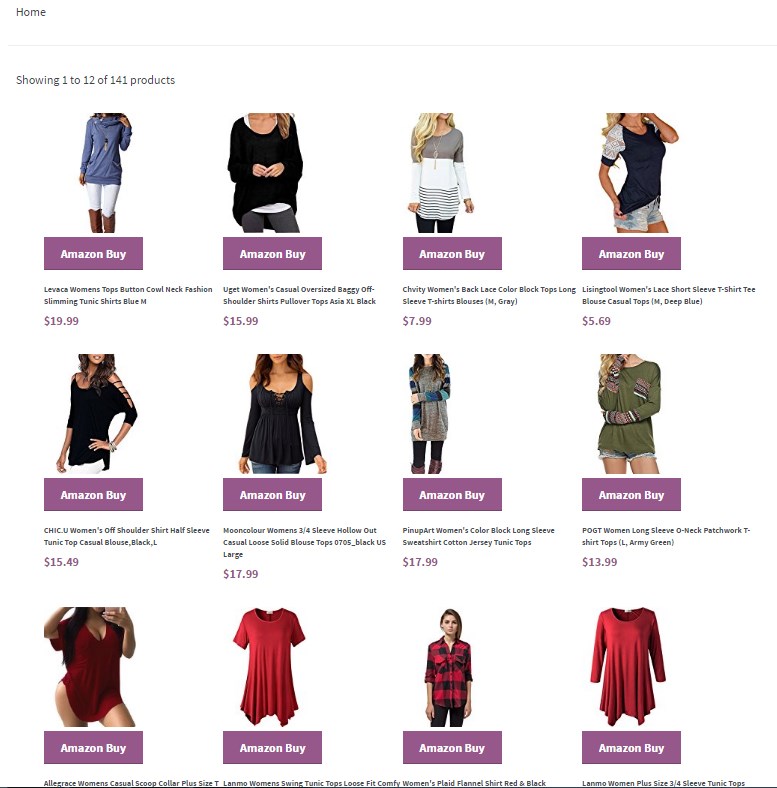 Home
Showing 1 to 12 of 141 products
Amazon Buy Amazon Buy Amazon Buy Amazon Buy
Levaca Womens Tops Button Cowl Neck Fashion
Slimming Tunic Shirts Blue M
$19.99
Uget Women's Casual Oversized Baggy Off-
Shoulder Shirts Pullover Tops Asia XL Black
$15.99
Chvity Women's Back Lace Color Block Tops Long
Sleeve T-shirts Blouses (M, Gray)
$7.99
Lisingtool Women's Lace Short Sleeve T-Shirt Tee
Blouse Casual Tops (M, Deep Blue)
$5.69
Amazon Buy Amazon Buy Amazon Buy Amazon Buy
CHIC.U Women's Off Shoulder Shirt Half Sleeve
Tunic Top Casual Blouse,Black,L
$15.49
Mooncolour Womens 3/4 Sleeve Hollow Out
Casual Loose Solid Blouse Tops 0705_black US
Large
$17.99
PinupArt Women's Color Block Long Sleeve
Sweatshirt Cotton Jersey Tunic Tops
$17.99
POGT Women Long Sleeve O-Neck Patchwork T-
shirt Tops (L, Army Green)
$13.99
Amazon Buy Amazon Buy Amazon Buy Amazon Buy
Allegrace Womens Casual Scoop Collar Plus Size T
Lanmo Womens Swing Tunic Tops Loose Fit Comfy
Women's Plaid Flannel Shirt Red & Black
Lanmo Women Plus Size 3/4 Sleeve Tunic Tops